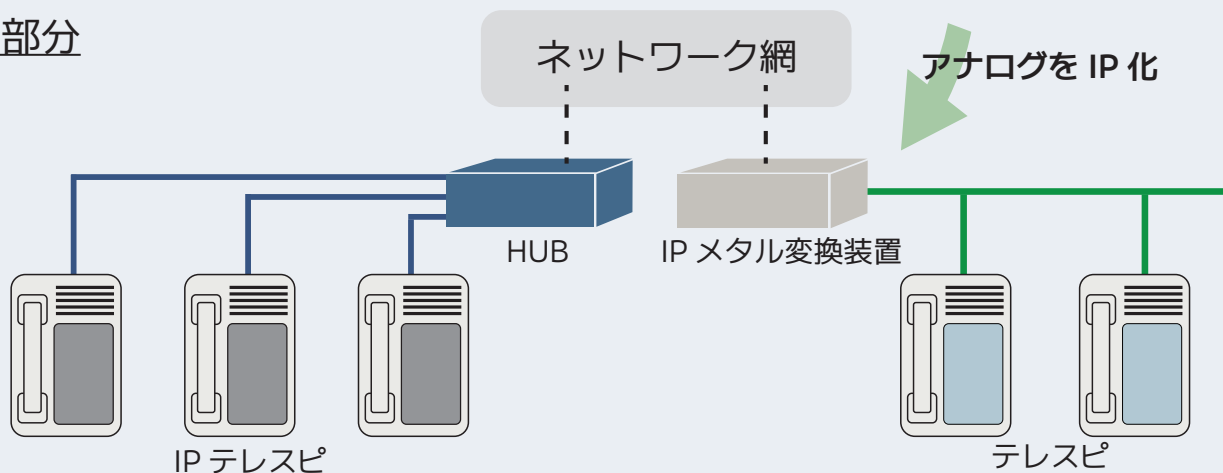 部分
ネットワーク網
アナログを IP 化
HUB
IP メタル変換装置
IP テレスピ
テレスピ